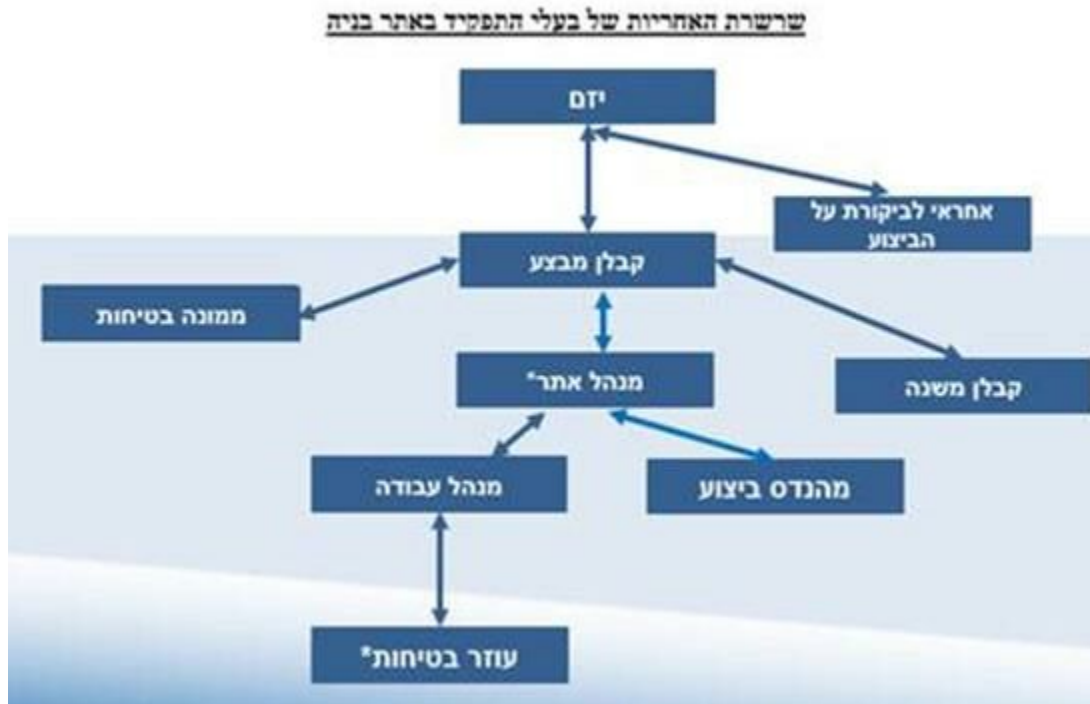 שרשרת האחריות של בעלי התפקיד באתר בניה
יזם
אחראי לביקורת על
הביצוע
קבלן מבצע
ממונה בטיחות
מנהל אתר*
קבלן משנה
מנהל עבודה
מהנדס ביצוע
עוזר בטיחות*